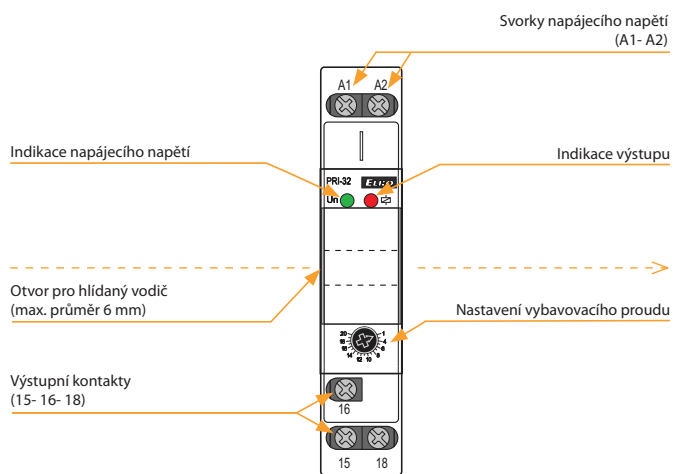 Svorky napájecího napětí
(A1- A2)
A1 A2
Indikace napájecího napětí
Indikace výstupu
PRI-32 ELKO
Un
Otvor pro hlídaný vodič
(max. průměr 6 mm)
Nastavení vybavovacího proudu
20 1
18 4
16 6
14 12 10 8
Výstupní kontakty
(15- 16- 18)
16
15 18